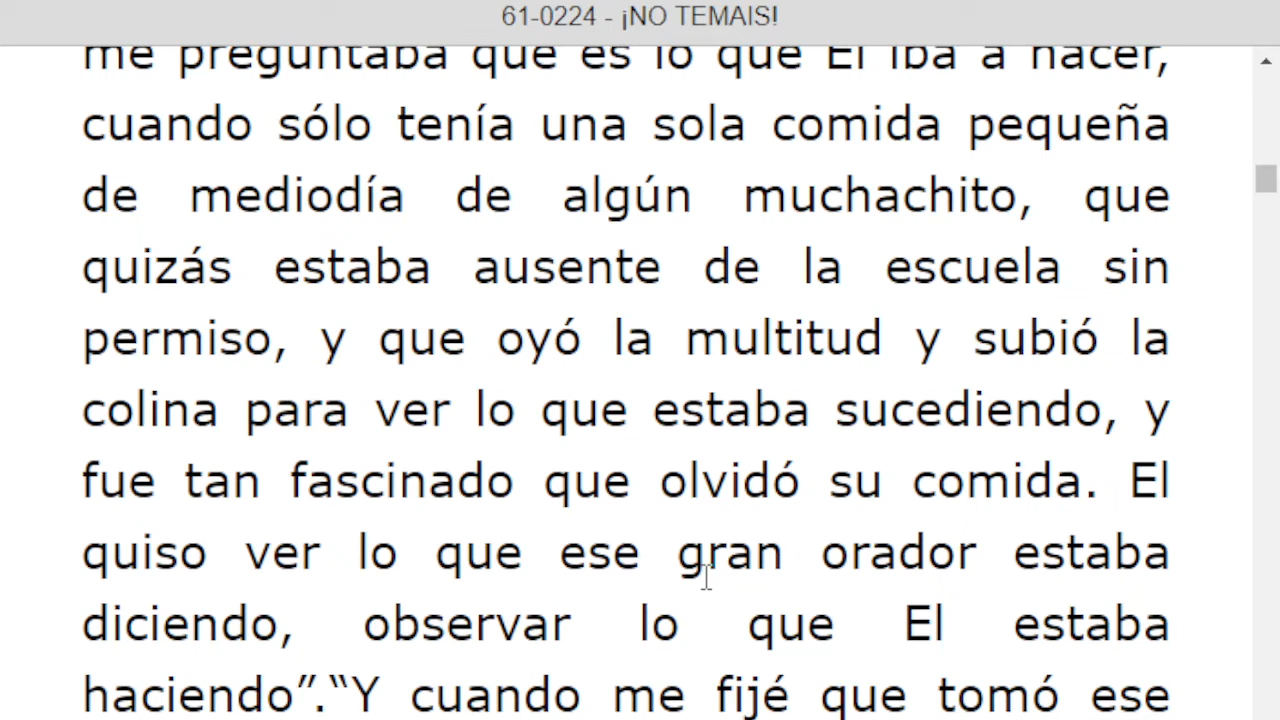 61-0224 - ¡NO TEMAIS!
me preguntaba qué es lo que El iba a hacer,
cuando sólo tenía una sola comida pequeña
de mediodía de algún muchachito, que
quizás estaba ausente de la escuela sin
permiso, y que oyó la multitud y subió la
colina para ver lo que estaba sucediendo, y
fue tan fascinado que olvidó su comida. El
quiso ver lo que ese gran orador estaba
diciendo, observar lo que El estaba
haciendo”.“Y cuando me fijé que tomó ese